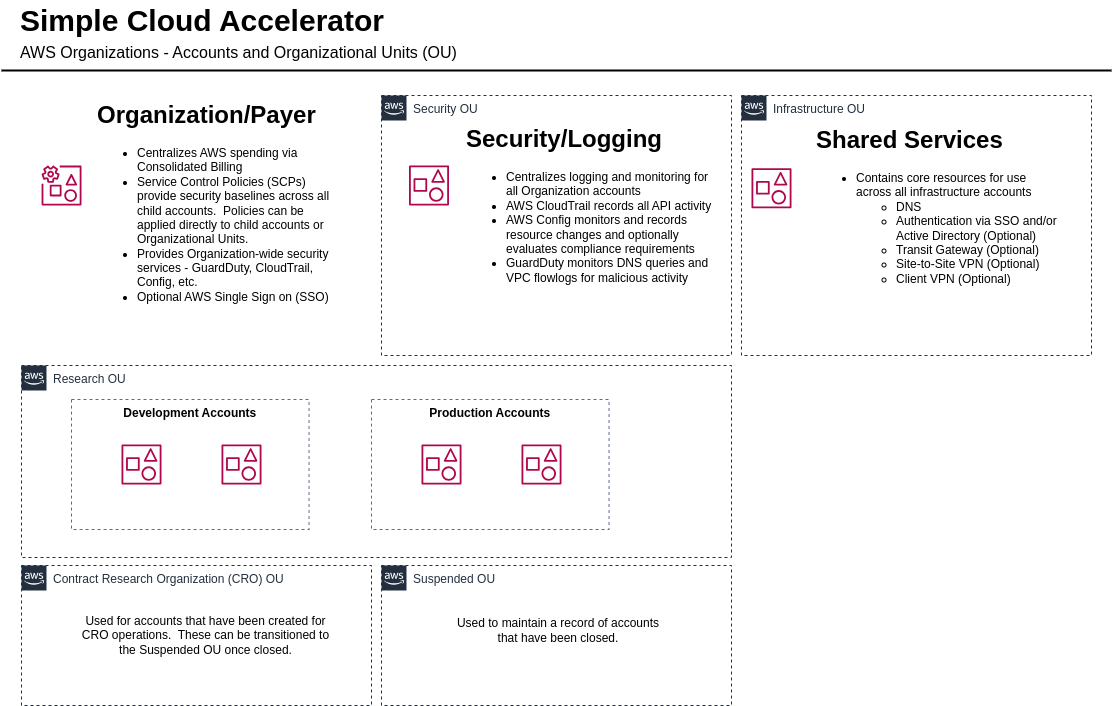 Simple Cloud Accelerator
AWS Organizations - Accounts and Organizational Units (OU)
Organization/Payer
• Centralizes AWS spending via
Consolidated Billing
• Service Control Policies (SCPs)
provide security baselines across all
child accounts.  Policies can be
applied directly to child accounts or
Organizational Units.
• Provides Organization-wide security
services - GuardDuty, CloudTrail,
Config, etc.
• Optional AWS Single Sign on (SSO)
aws
Security OU
Security/Logging
• Centralizes logging and monitoring for
all Organization accounts
• AWS CloudTrail records all API activity
• AWS Config monitors and records
resource changes and optionally
evaluates compliance requirements
• GuardDuty monitors DNS queries and
VPC flowlogs for malicious activity
aws
Infrastructure OU
Shared Services
• Contains core resources for use
across all infrastructure accounts
◦ DNS
◦ Authentication via SSO and/or
Active Directory (Optional)
◦ Transit Gateway (Optional)
◦ Site-to-Site VPN (Optional)
◦ Client VPN (Optional)
aws
Research OU
Development Accounts
Production Accounts
aws
Contract Research Organization (CRO) OU
Used for accounts that have been created for
CRO operations.  These can be transitioned to
the Suspended OU once closed.
aws
Suspended OU
Used to maintain a record of accounts
that have been closed.